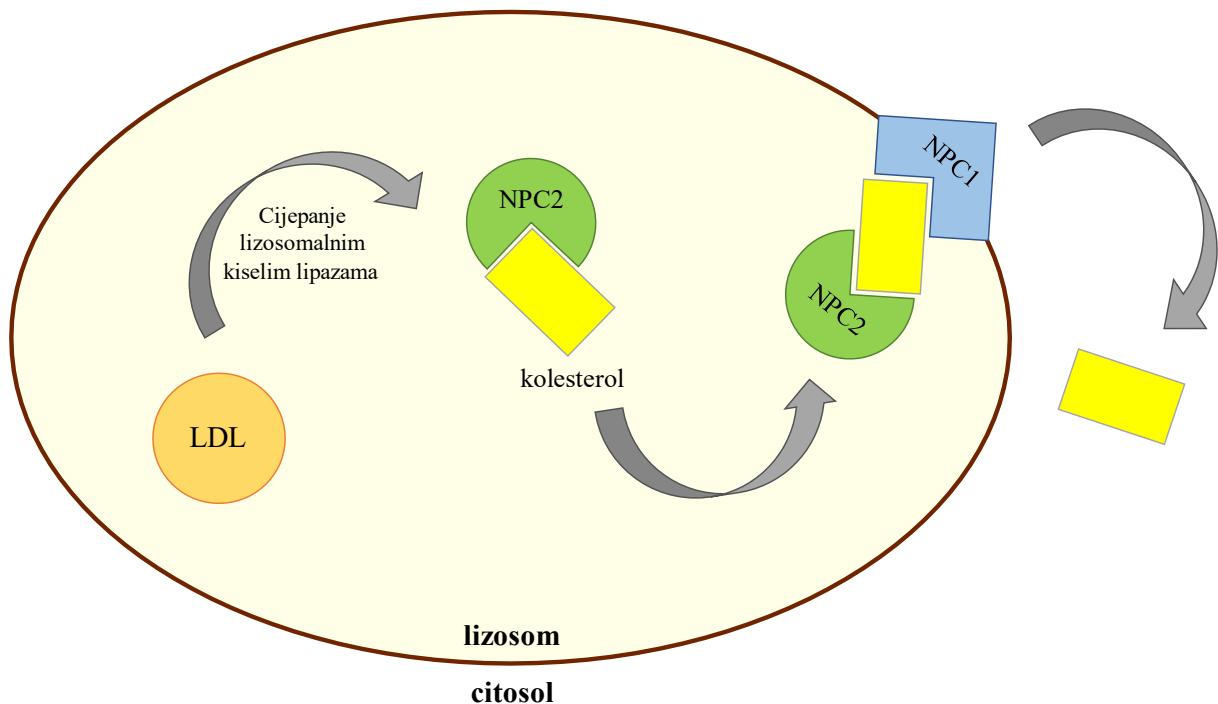 Cijepanje
lizosomalnim
kiselim lipazama
LDL
NPC2
kolesterol
NPC1
NPC2
lizosom
citosol